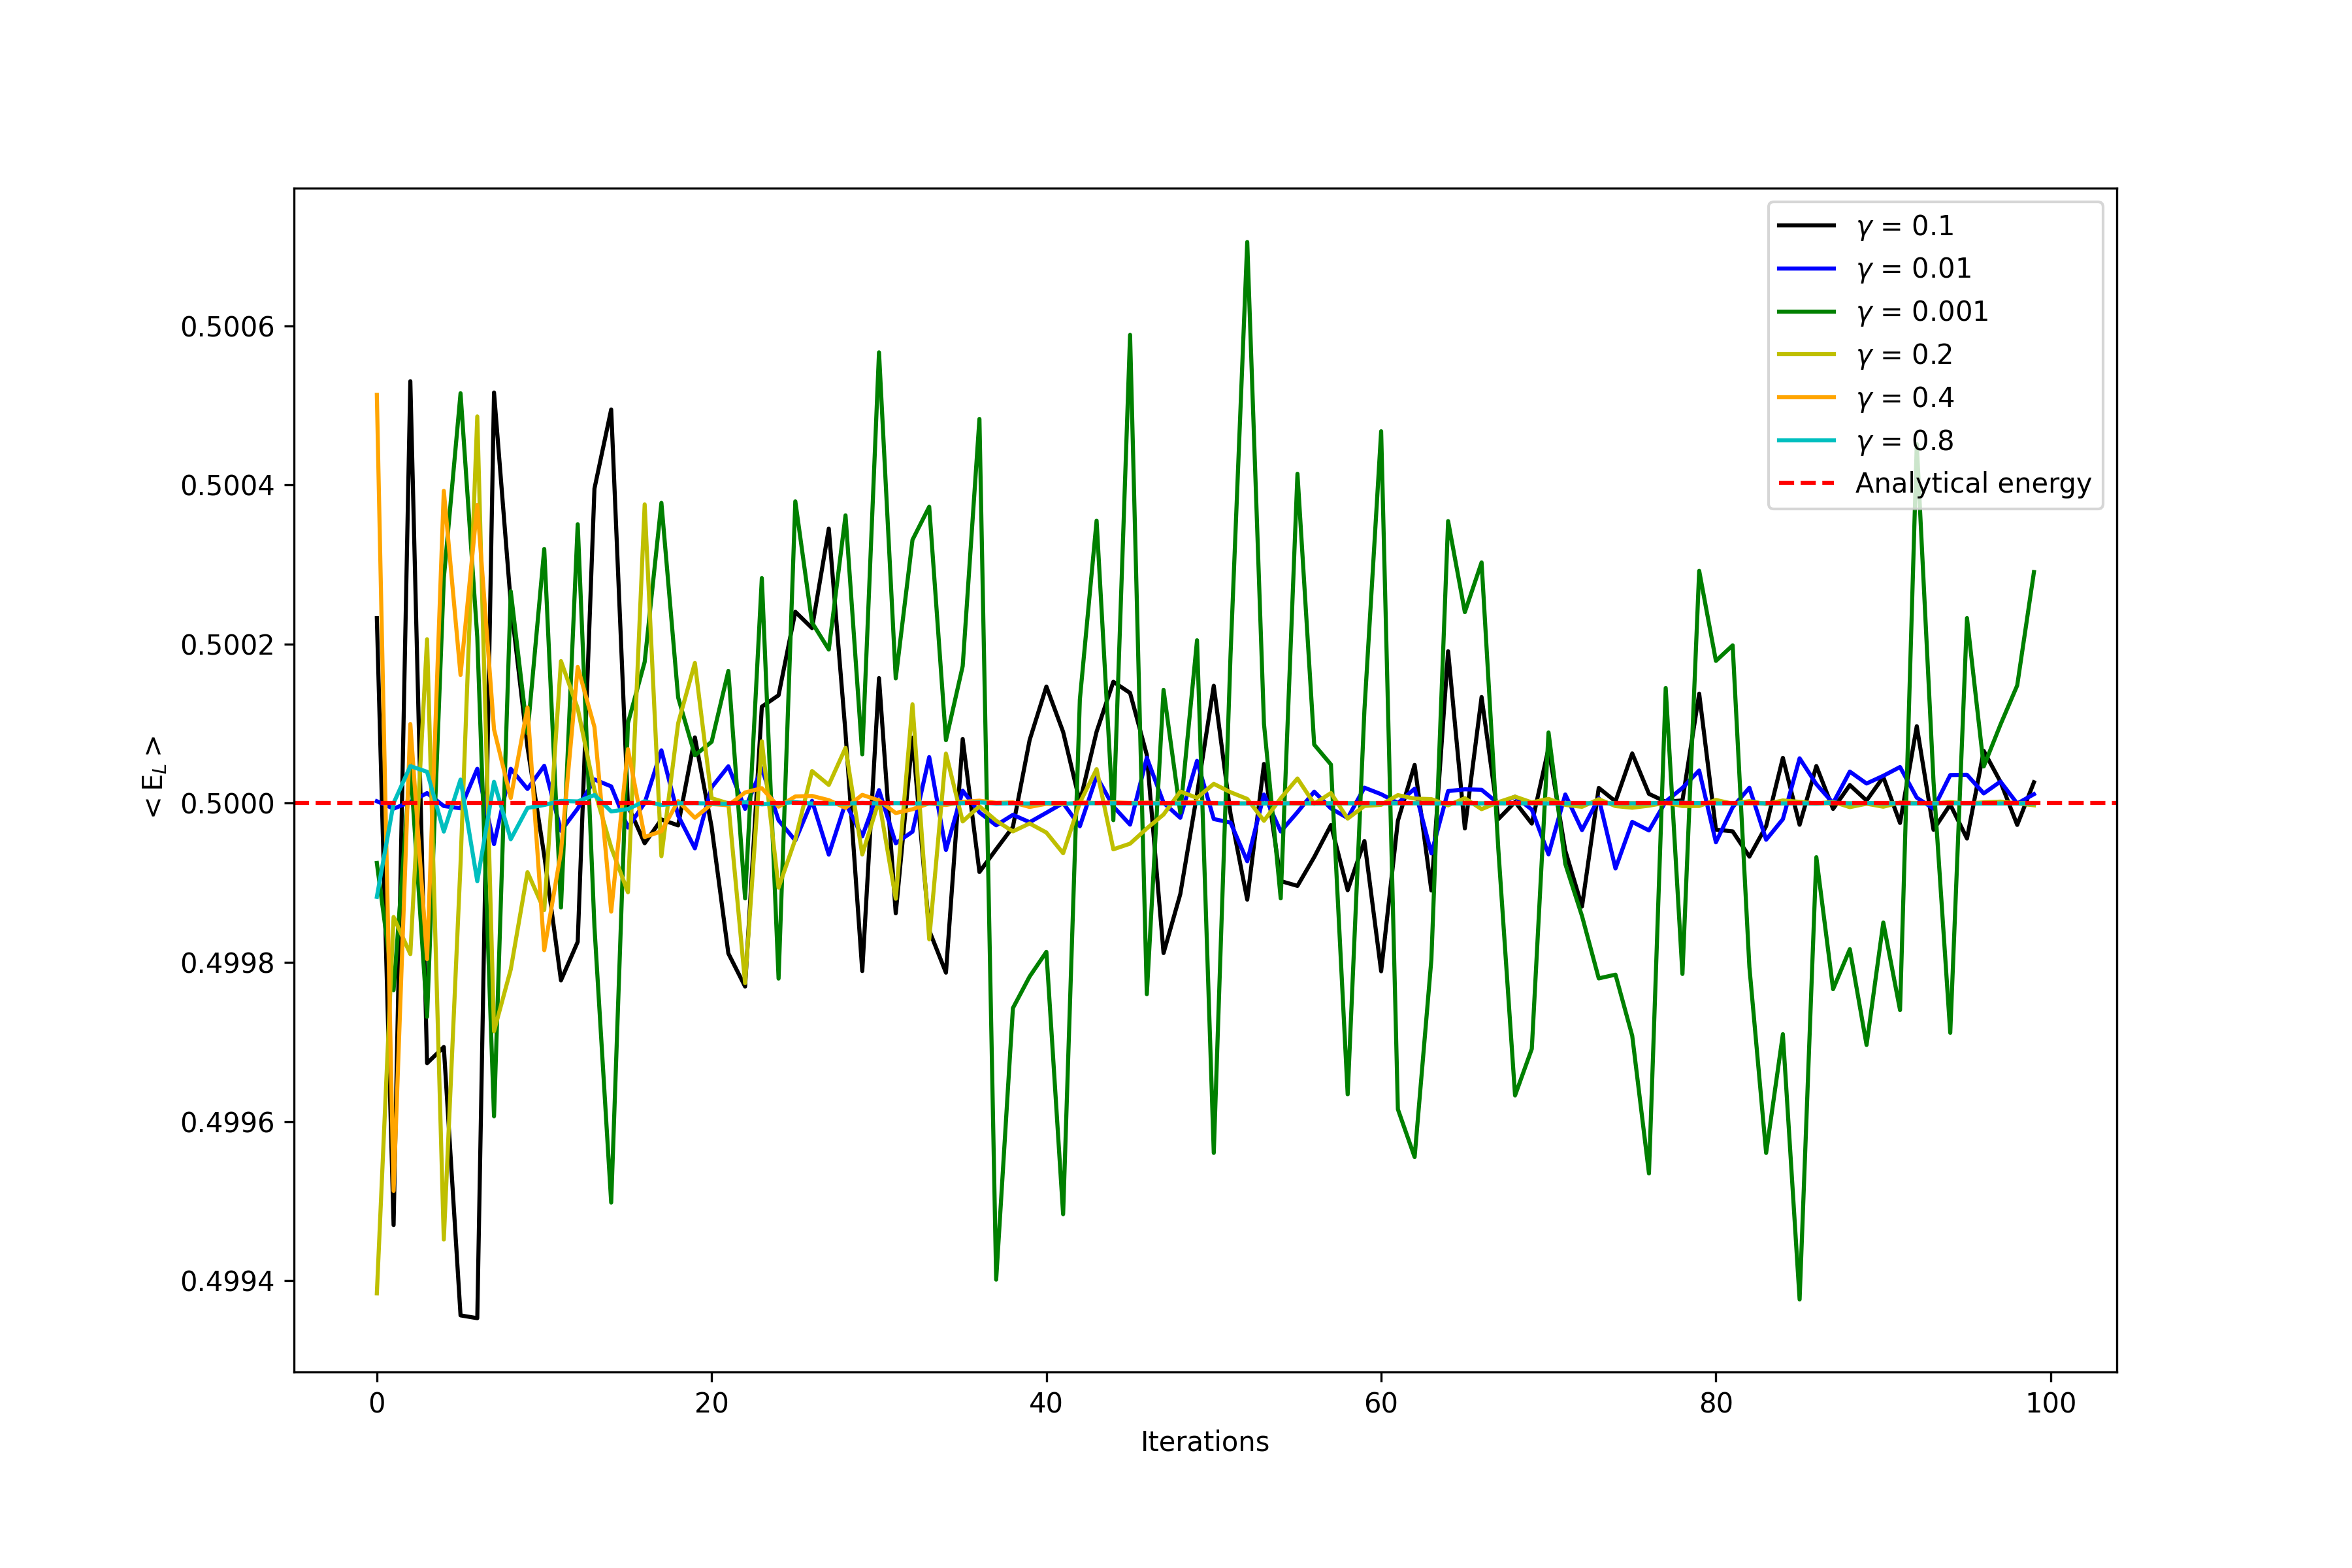 γ = 0.1
γ = 0.01
γ = 0.001
γ = 0.2
γ = 0.4
γ = 0.8
Analytical energy
0.5006
0.5004
0.5002
0.5000
0.4998
0.4996
0.4994
< E_L >
0 20 40 60 80 100
Iterations